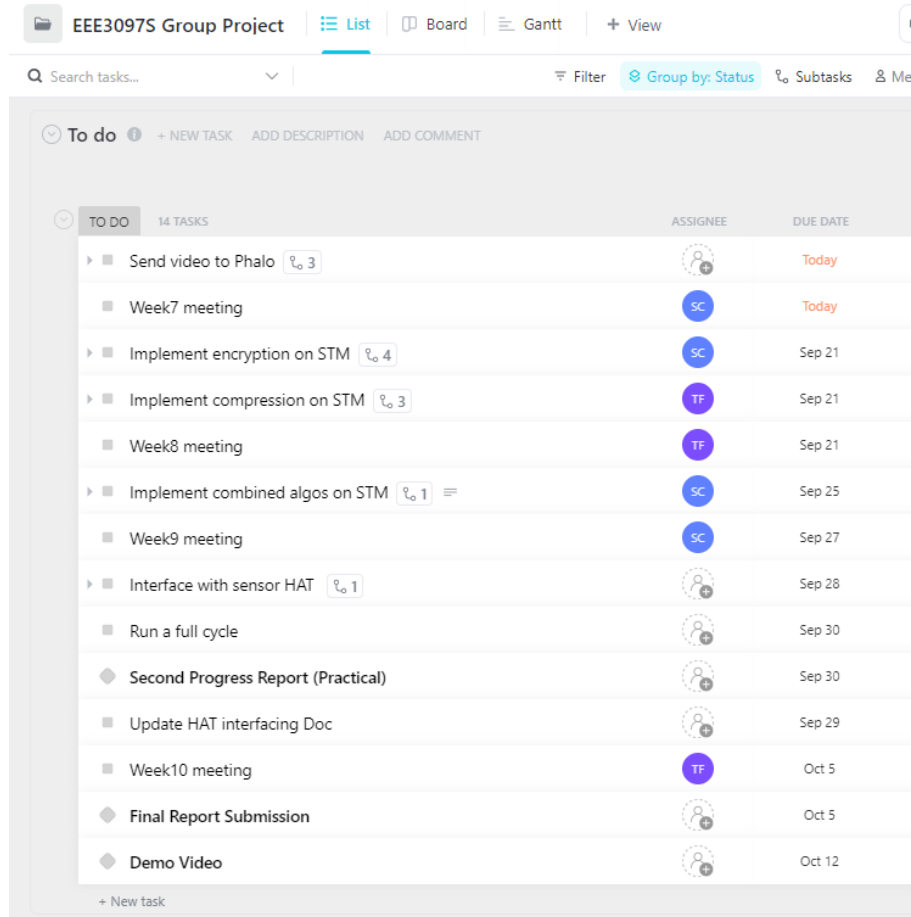 EEE3097S Group Project List Board Gantt + View
Search tasks... Filter Group by: Status Subtasks Me
To do + NEW TASK ADD DESCRIPTION ADD COMMENT
TO DO 14 TASKS ASSIGNEE DUE DATE
Send video to Phalo 3 Today
Week7 meeting SC Today
Implement encryption on STM 4 SC Sep 21
Implement compression on STM 3 TF Sep 21
Week8 meeting TF Sep 21
Implement combined algos on STM 1 SC Sep 25
Week9 meeting SC Sep 27
Interface with sensor HAT 1 Sep 28
Run a full cycle Sep 30
Second Progress Report (Practical) Sep 30
Update HAT interfacing Doc Sep 29
Week10 meeting TF Oct 5
Final Report Submission Oct 5
Demo Video Oct 12
+ New task